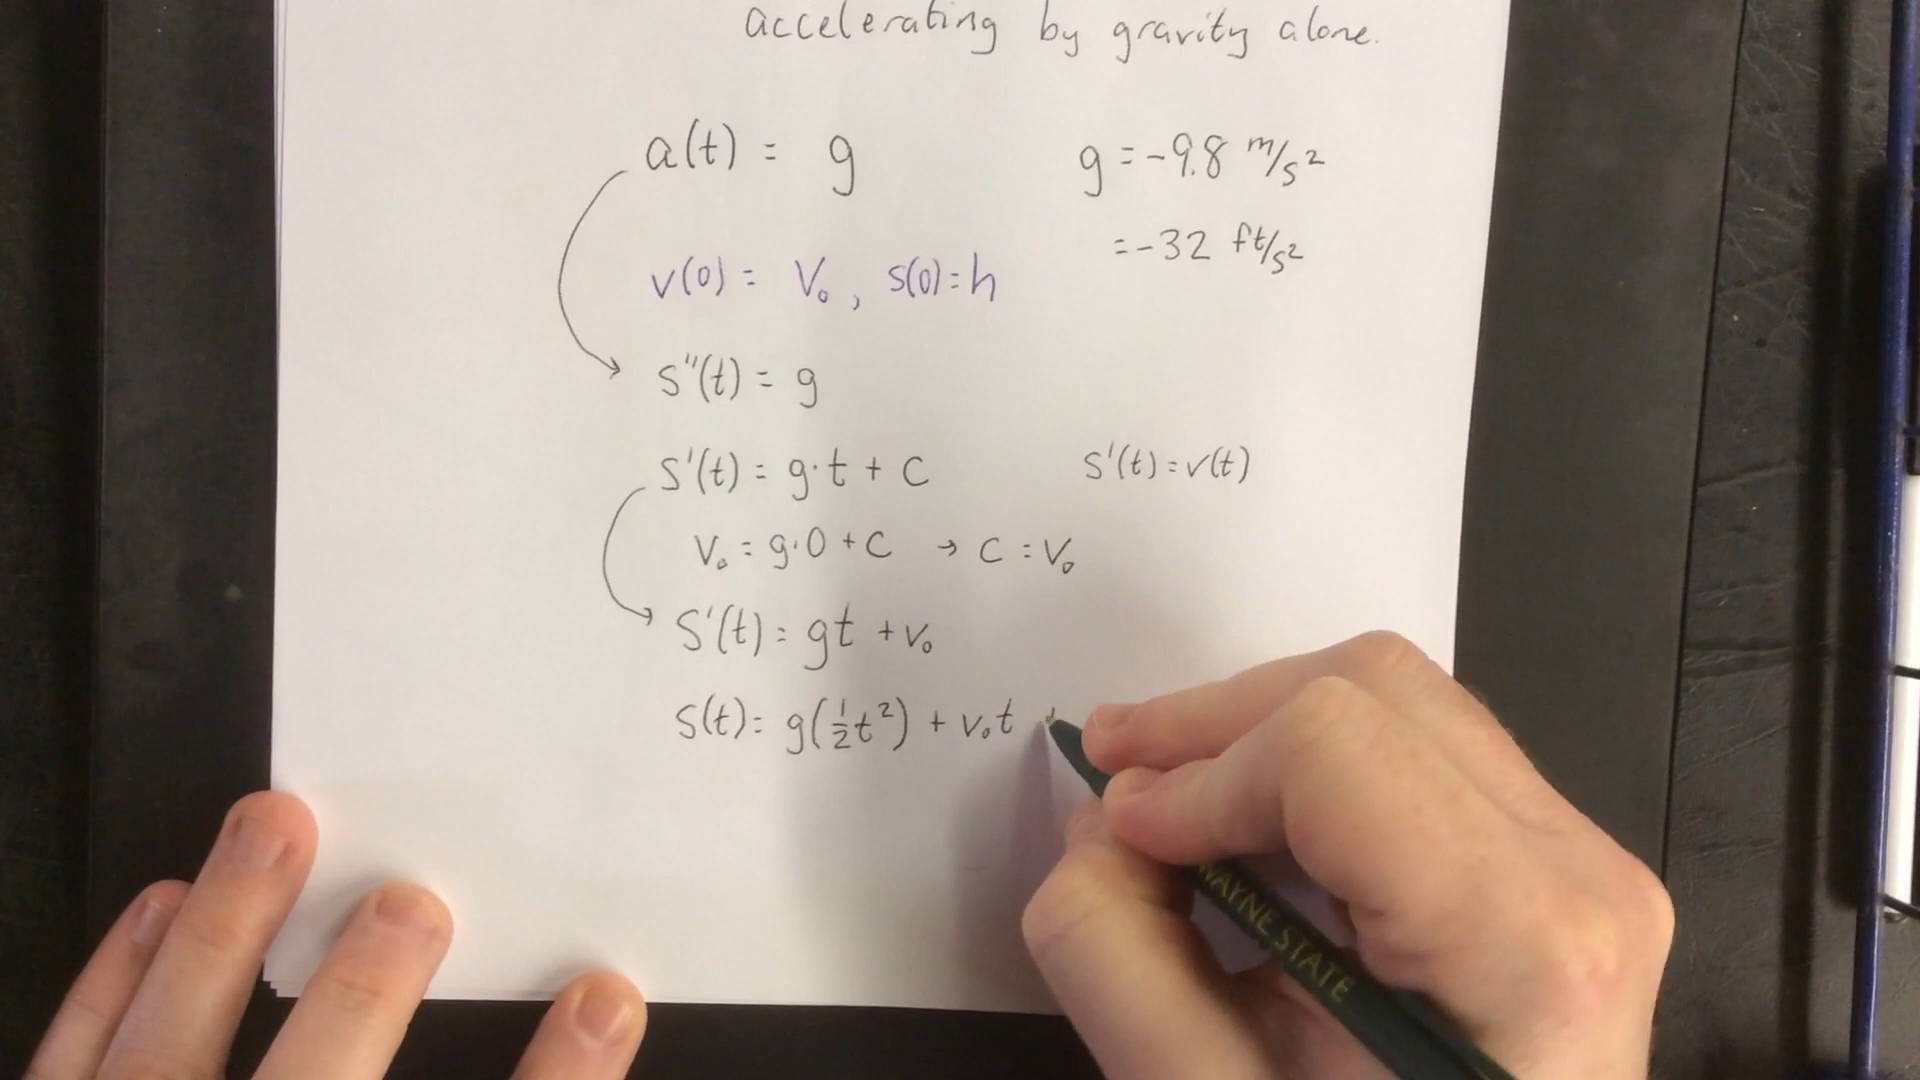 accelerating by gravity alone.
a(t) = g
g = -9.8 m/s²
= -32 ft/s²
v(0) = V₀, s(0) = h
s''(t) = g
s'(t) = g·t + C
s'(t) = v(t)
V₀ = g·0 + C → C = V₀
s'(t) = gt + v₀
s(t) = g(½t²) + v₀t +
WAYNE STATE